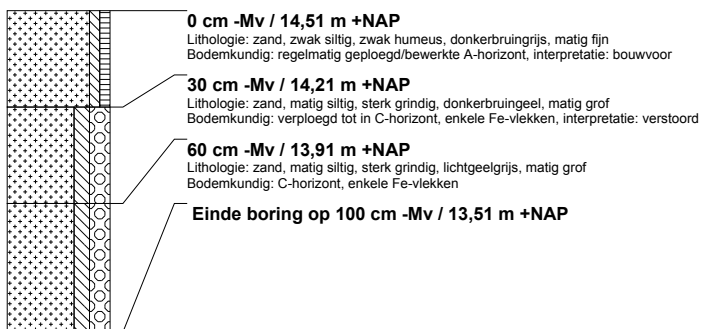 0 cm -Mv / 14,51 m +NAP
Lithologie: zand, zwak siltig, zwak humeus, donkerbruingrijs, matig fijn
Bodemkundig: regelmatig geploegd/bewerkte A-horizont, interpretatie: bouwvoor
30 cm -Mv / 14,21 m +NAP
Lithologie: zand, matig siltig, sterk grindig, donkerbruingeel, matig grof
Bodemkundig: verploegd tot in C-horizont, enkele Fe-vlekken, interpretatie: verstoord
60 cm -Mv / 13,91 m +NAP
Lithologie: zand, matig siltig, sterk grindig, lichtgeelgrijs, matig grof
Bodemkundig: C-horizont, enkele Fe-vlekken
Einde boring op 100 cm -Mv / 13,51 m +NAP